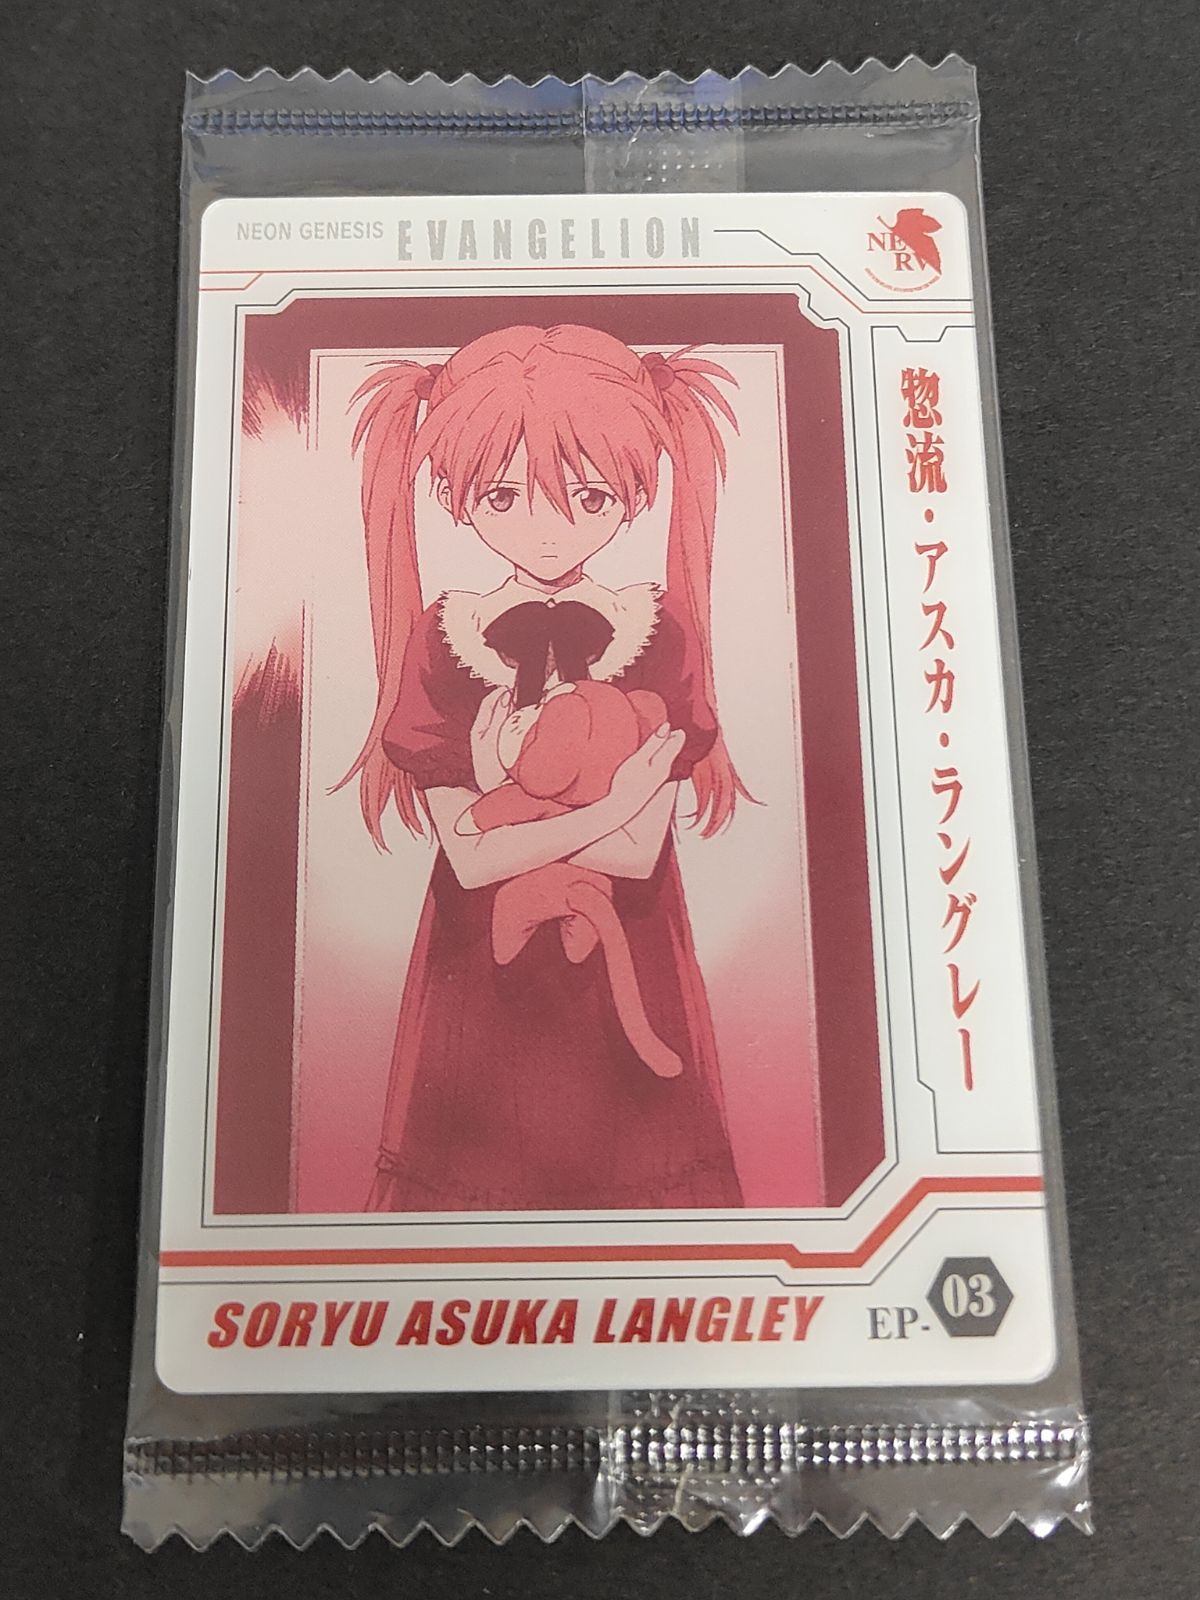 NEON GENESIS EVANGELION
NERV
惣流・アスカ・ラングレー
SORYU ASUKA LANGLEY
EP-03